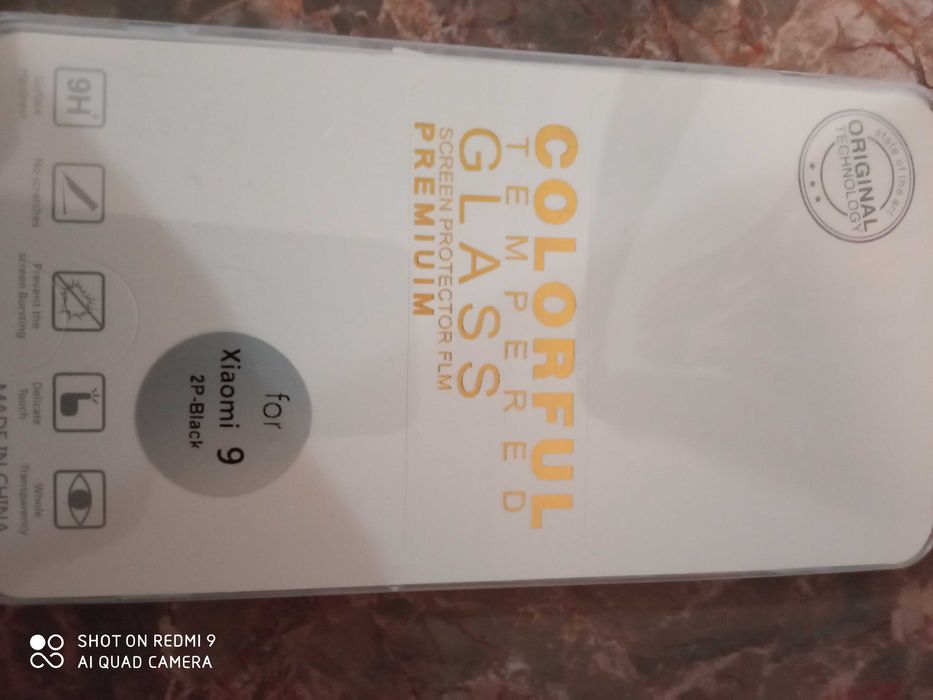 state of the art
ORIGINAL
TECHNOLOGY
COLORFUL
TEMPERED
GLASS
SCREEN PROTECTOR FLM
PREMIUIM
for
Xiaomi 9
2P-Black
9H
Surface
Hardness
No scratches
Prevent the
screen Bursting
Delicate
Touch
Whole
Transparency
MADE IN CHINA
SHOT ON REDMI 9
AI QUAD CAMERA